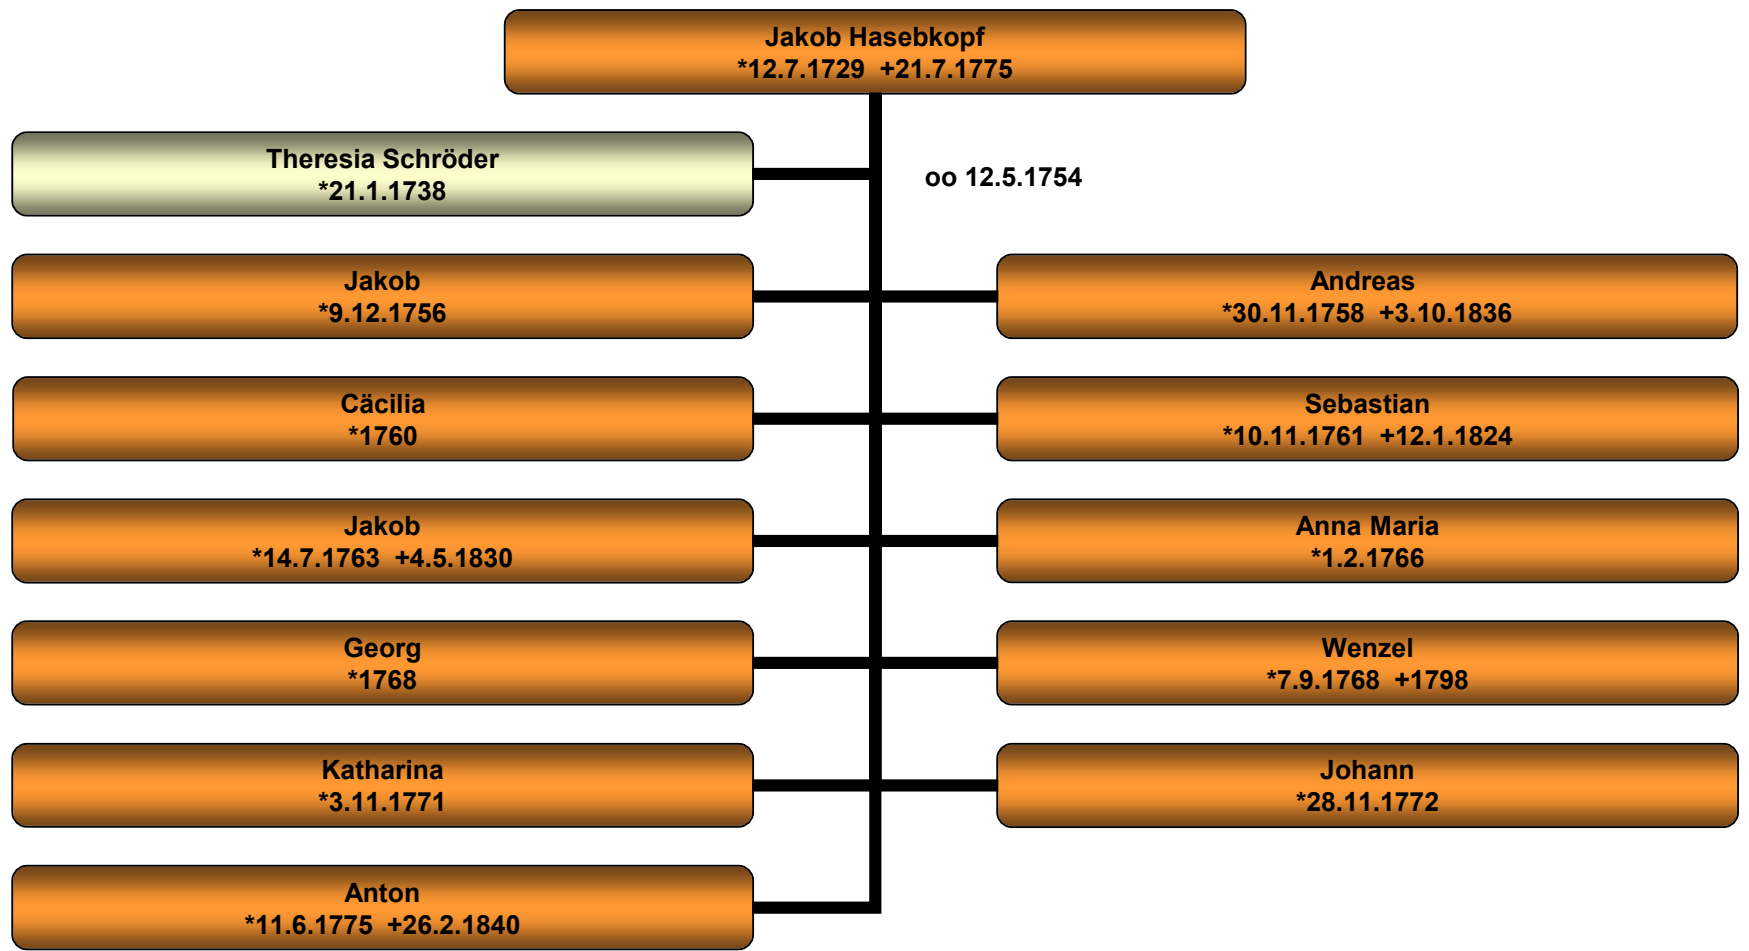 Jakob Hasebkopf
*12.7.1729 +21.7.1775
Theresia Schröder
*21.1.1738
oo 12.5.1754
Jakob
*9.12.1756
Andreas
*30.11.1758 +3.10.1836
Cäcilia
*1760
Sebastian
*10.11.1761 +12.1.1824
Jakob
*14.7.1763 +4.5.1830
Anna Maria
*1.2.1766
Georg
*1768
Wenzel
*7.9.1768 +1798
Katharina
*3.11.1771
Johann
*28.11.1772
Anton
*11.6.1775 +26.2.1840